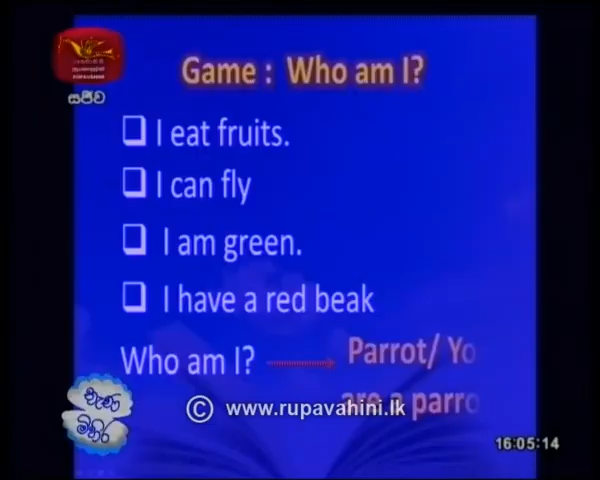 RUPAVAHINI
සජීව
Game : Who am I?
I eat fruits.
I can fly
I am green.
I have a red beak
Who am I?
Parrot/ Yo
are a parro
© www.rupavahini.lk
16:05:14